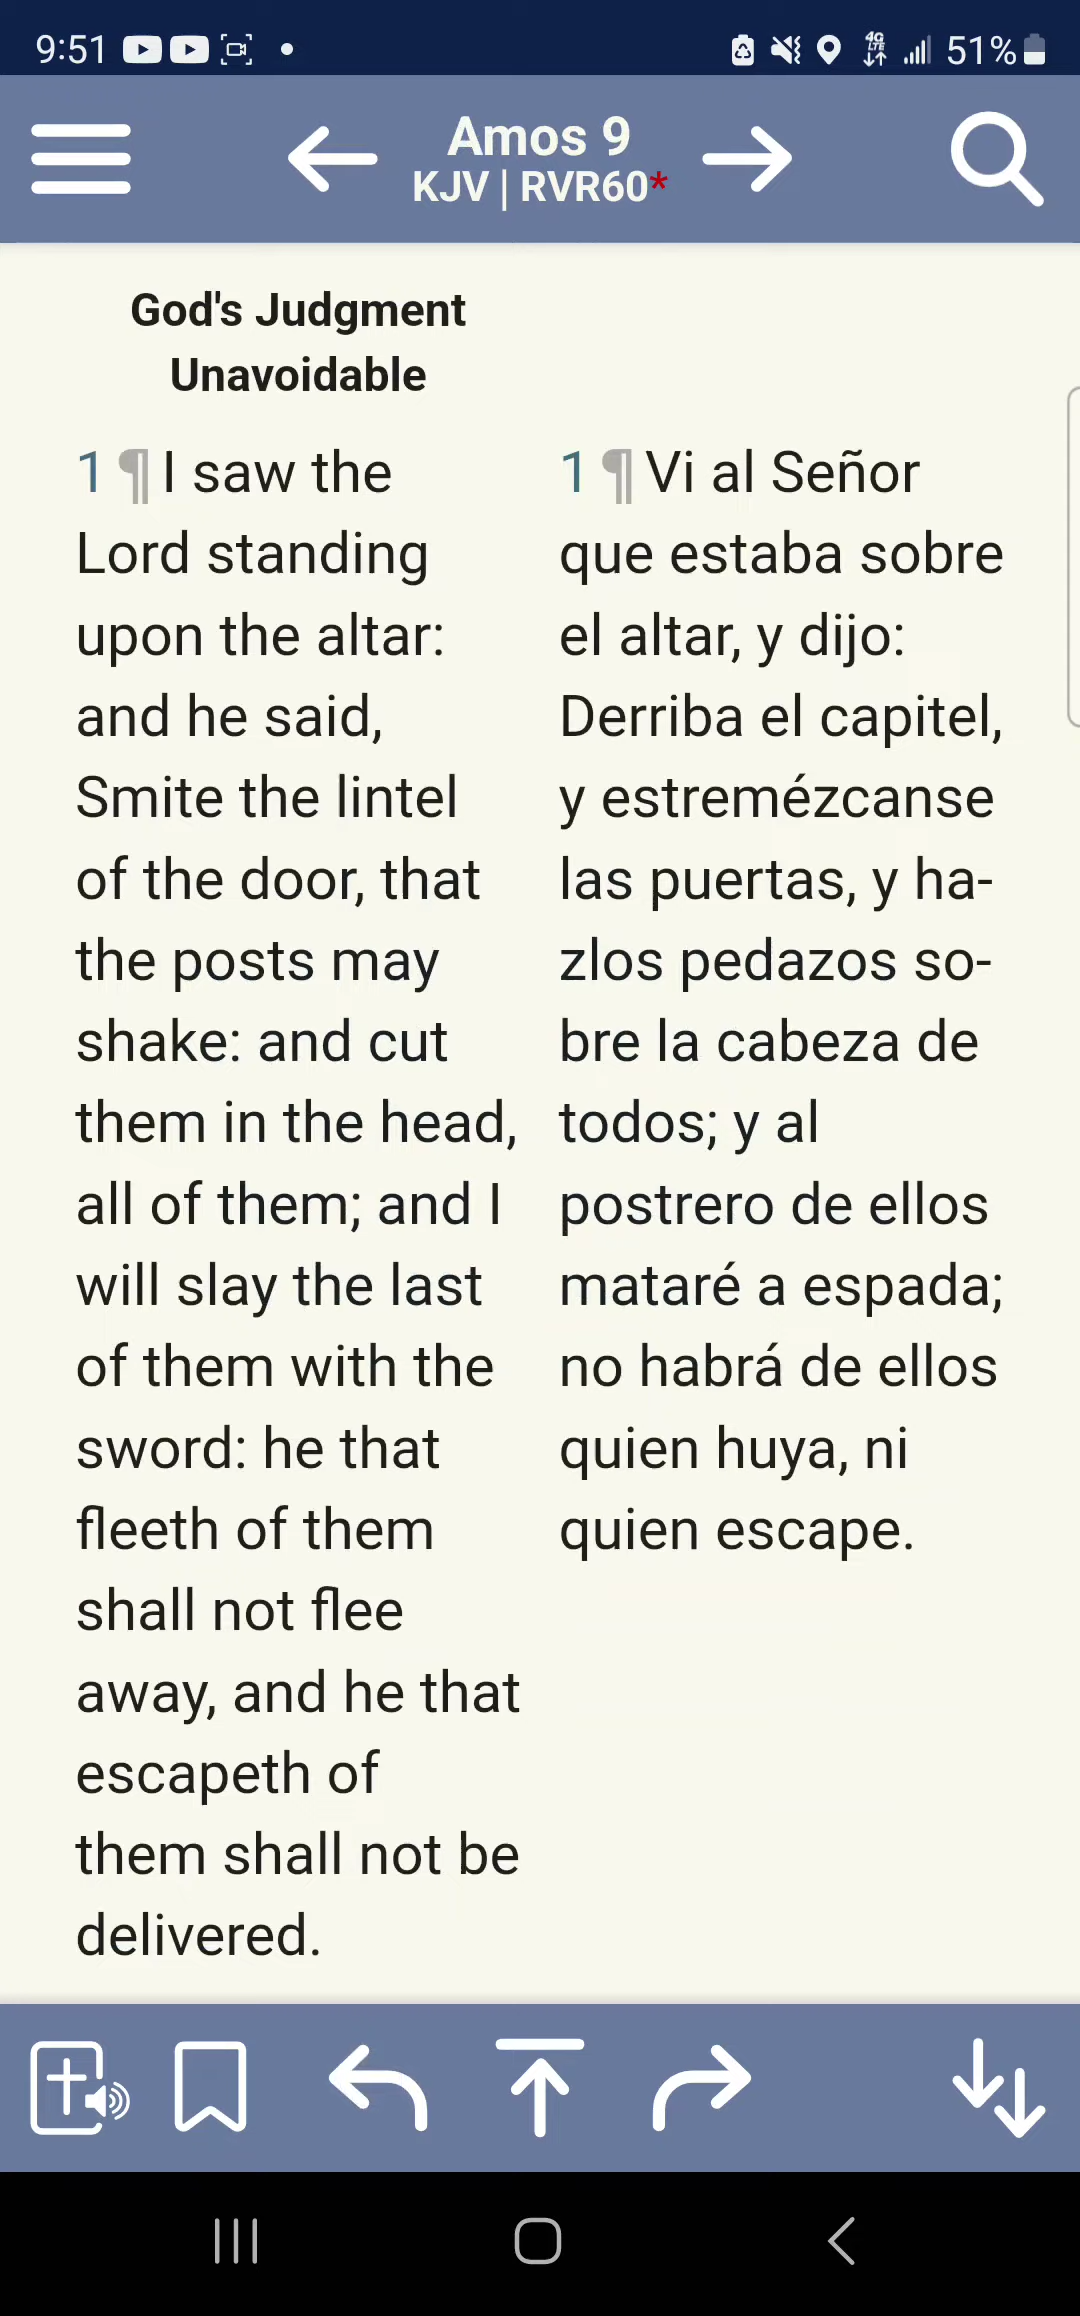 9:51
4G LTE 51%
Amos 9
KJV | RVR60*
God's Judgment
Unavoidable
1 ¶ I saw the
Lord standing
upon the altar:
and he said,
Smite the lintel
of the door, that
the posts may
shake: and cut
them in the head,
all of them; and I
will slay the last
of them with the
sword: he that
fleeth of them
shall not flee
away, and he that
escapeth of
them shall not be
delivered.
1 ¶ Vi al Señor
que estaba sobre
el altar, y dijo:
Derriba el capitel,
y estremézcanse
las puertas, y ha-
zlos pedazos so-
bre la cabeza de
todos; y al
postrero de ellos
mataré a espada;
no habrá de ellos
quien huya, ni
quien escape.